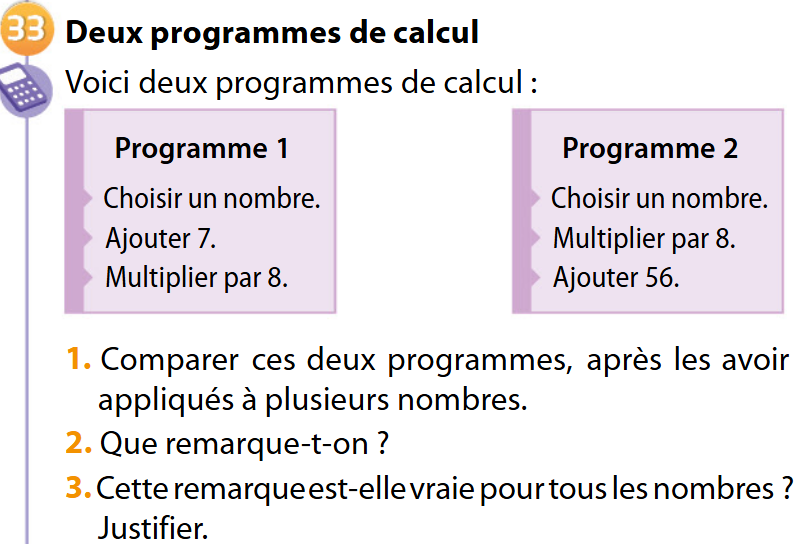 33 Deux programmes de calcul
Voici deux programmes de calcul :
Programme 1
Choisir un nombre.
Ajouter 7.
Multiplier par 8.
Programme 2
Choisir un nombre.
Multiplier par 8.
Ajouter 56.
1. Comparer ces deux programmes, après les avoir
appliqués à plusieurs nombres.
2. Que remarque-t-on ?
3. Cette remarque est-elle vraie pour tous les nombres ?
Justifier.